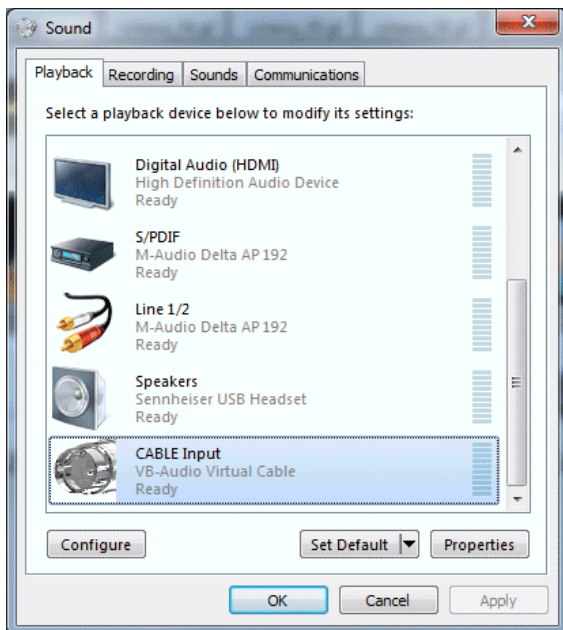 Sound
Playback Recording Sounds Communications
Select a playback device below to modify its settings:
Digital Audio (HDMI)
High Definition Audio Device
Ready
S/PDIF
M-Audio Delta AP 192
Ready
Line 1/2
M-Audio Delta AP 192
Ready
Speakers
Sennheiser USB Headset
Ready
CABLE Input
VB-Audio Virtual Cable
Ready
Configure Set Default Properties
OK Cancel Apply